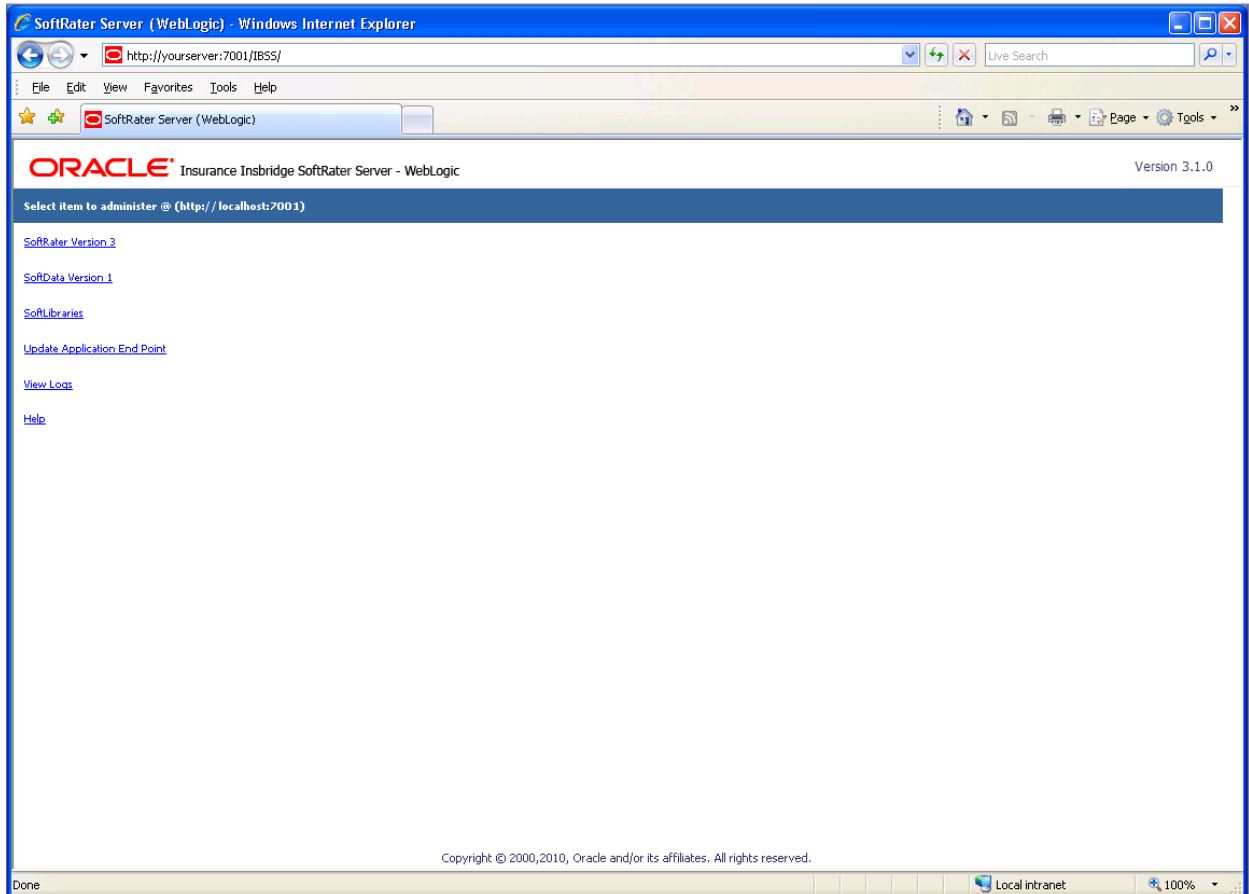 SoftRater Server (WebLogic) - Windows Internet Explorer
http://yourserver:7001/IBSS/
Live Search
File Edit View Favorites Tools Help
SoftRater Server (WebLogic)
Page Tools »
ORACLE Insurance Insbridge SoftRater Server - WebLogic
Version 3.1.0
Select item to administer @ (http://localhost:7001)
SoftRater Version 3
SoftData Version 1
SoftLibraries
Update Application End Point
View Logs
Help
Copyright © 2000,2010, Oracle and/or its affiliates. All rights reserved.
Done Local intranet 100%